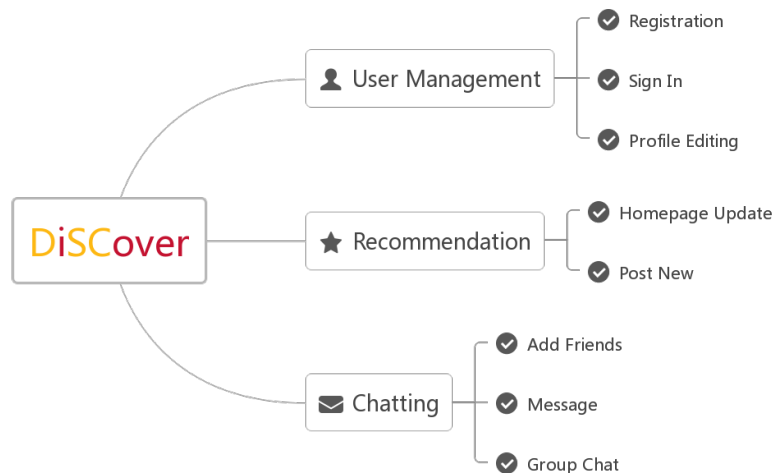 DiSCover
User Management
Registration
Sign In
Profile Editing
Recommendation
Homepage Update
Post New
Chatting
Add Friends
Message
Group Chat